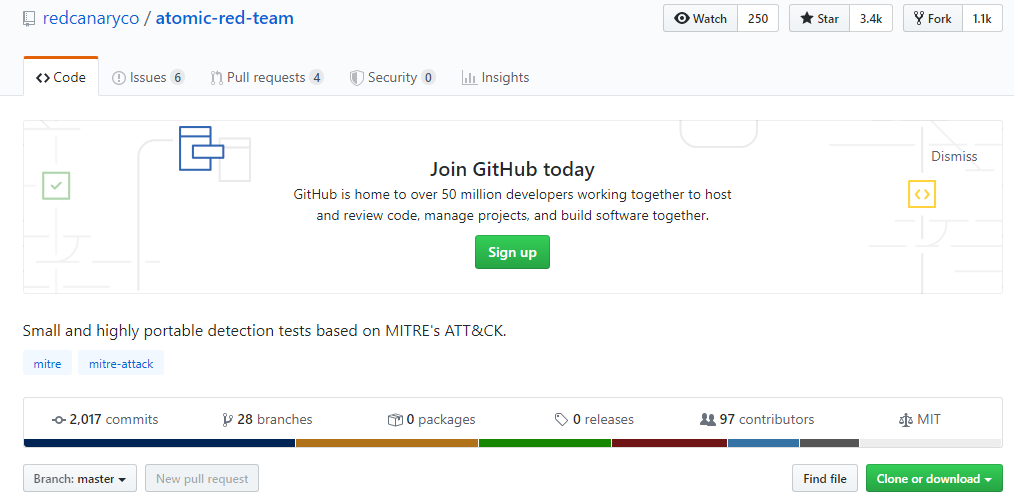 redcanaryco / atomic-red-team
Watch 250 Star 3.4k Fork 1.1k
Code Issues 6 Pull requests 4 Security 0 Insights
Dismiss
Join GitHub today
GitHub is home to over 50 million developers working together to host
and review code, manage projects, and build software together.
Sign up
Small and highly portable detection tests based on MITRE's ATT&CK.
mitre mitre-attack
2,017 commits 28 branches 0 packages 0 releases 97 contributors MIT
Branch: master New pull request Find file Clone or download